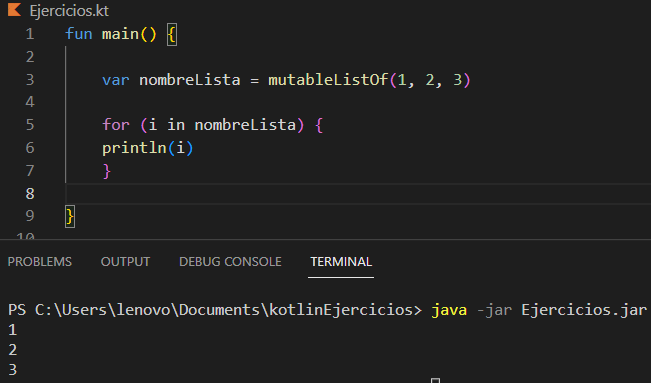 Ejercicios.kt
1 fun main() {
2
3 var nombreLista = mutableListOf(1, 2, 3)
4
5 for (i in nombreLista) {
6 println(i)
7 }
8
9 }
10
PROBLEMS OUTPUT DEBUG CONSOLE TERMINAL
PS C:\Users\lenovo\Documents\kotlinEjercicios> java -jar Ejercicios.jar
1
2
3